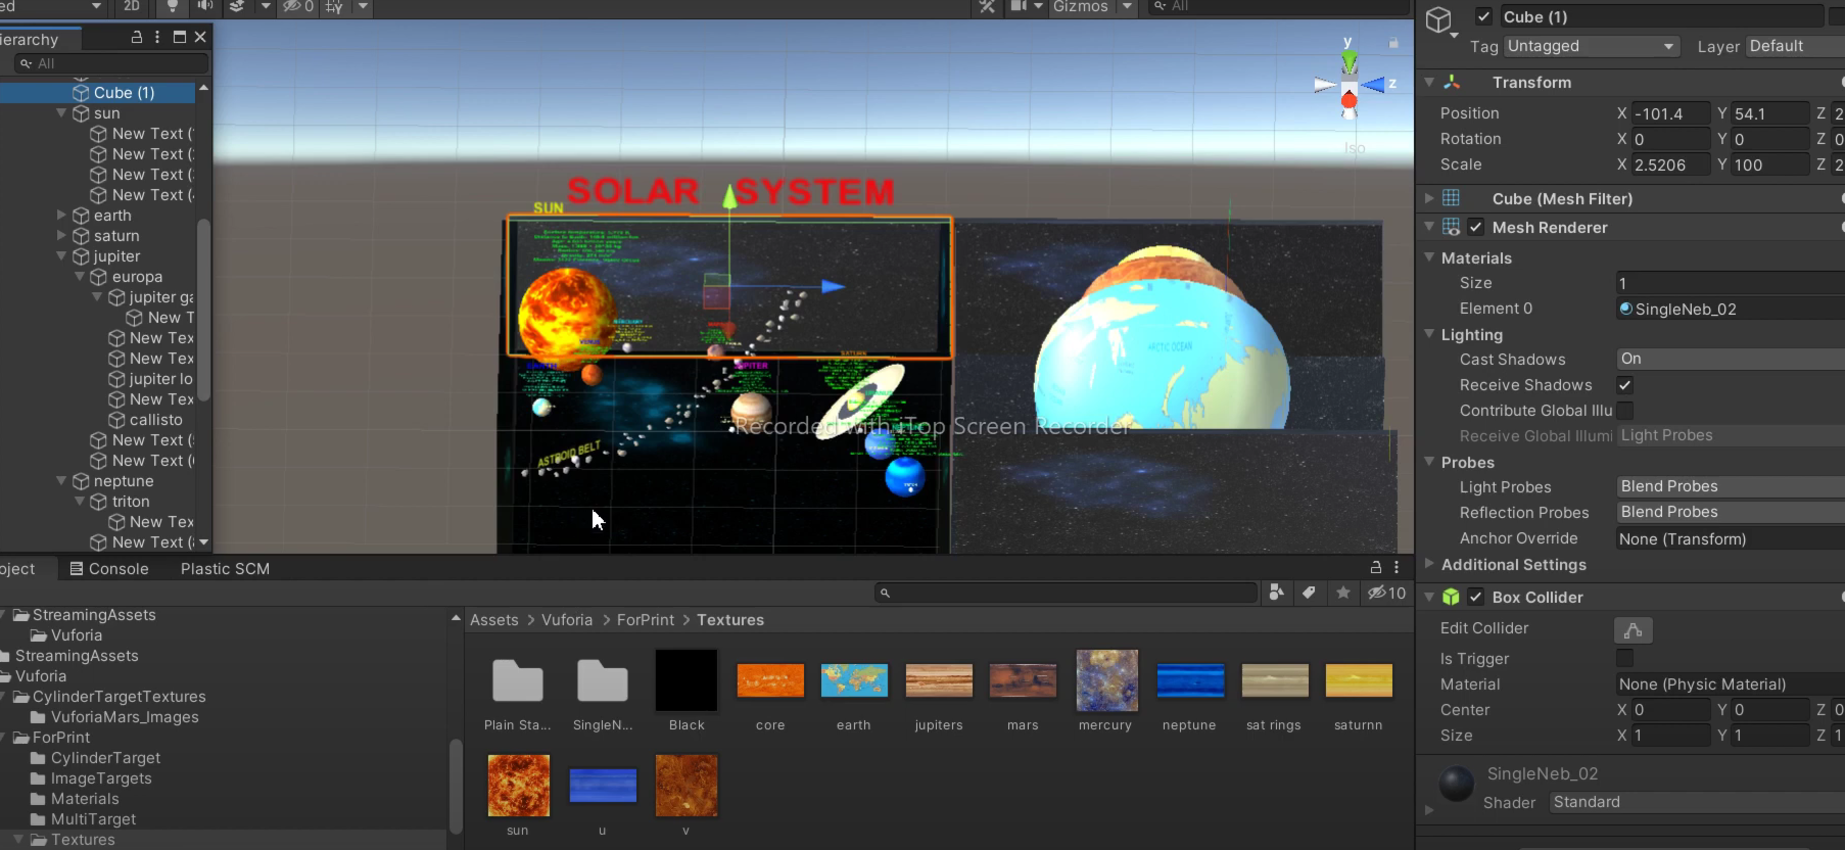 ed
2D
0
Gizmos
All
Cube (1)
Tag Untagged
Layer Default
ierarchy
All
Cube (1)
sun
New Text (
New Text (
New Text (
New Text (
earth
saturn
jupiter
europa
jupiter ga
New T
New Tex
New Tex
jupiter lo
New Tex
callisto
New Text (
New Text (
neptune
triton
New Tex
New Text (
y
z
Iso
SOLAR SYSTEM
SUN
SATURN
JUPITER
ASTROID BELT
ARCTIC OCEAN
Recorded with iTop Screen Recorder
Transform
Position X -101.4 Y 54.1 Z 2
Rotation X 0 Y 0 Z 0
Scale X 2.5206 Y 100 Z 2
Cube (Mesh Filter)
Mesh Renderer
Materials
Size 1
Element 0 SingleNeb_02
Lighting
Cast Shadows On
Receive Shadows
Contribute Global Illu
Receive Global Illumi Light Probes
Probes
Light Probes Blend Probes
Reflection Probes Blend Probes
Anchor Override None (Transform)
Additional Settings
Box Collider
Edit Collider
Is Trigger
Material None (Physic Material)
Center X 0 Y 0 Z 0
Size X 1 Y 1 Z 1
SingleNeb_02
Shader Standard
oject
Console
Plastic SCM
10
StreamingAssets
Vuforia
StreamingAssets
Vuforia
CylinderTargetTextures
VuforiaMars_Images
ForPrint
CylinderTarget
ImageTargets
Materials
MultiTarget
Textures
Assets > Vuforia > ForPrint > Textures
Plain Sta...
SingleN...
Black
core
earth
jupiters
mars
mercury
neptune
sat rings
saturnn
sun
u
v